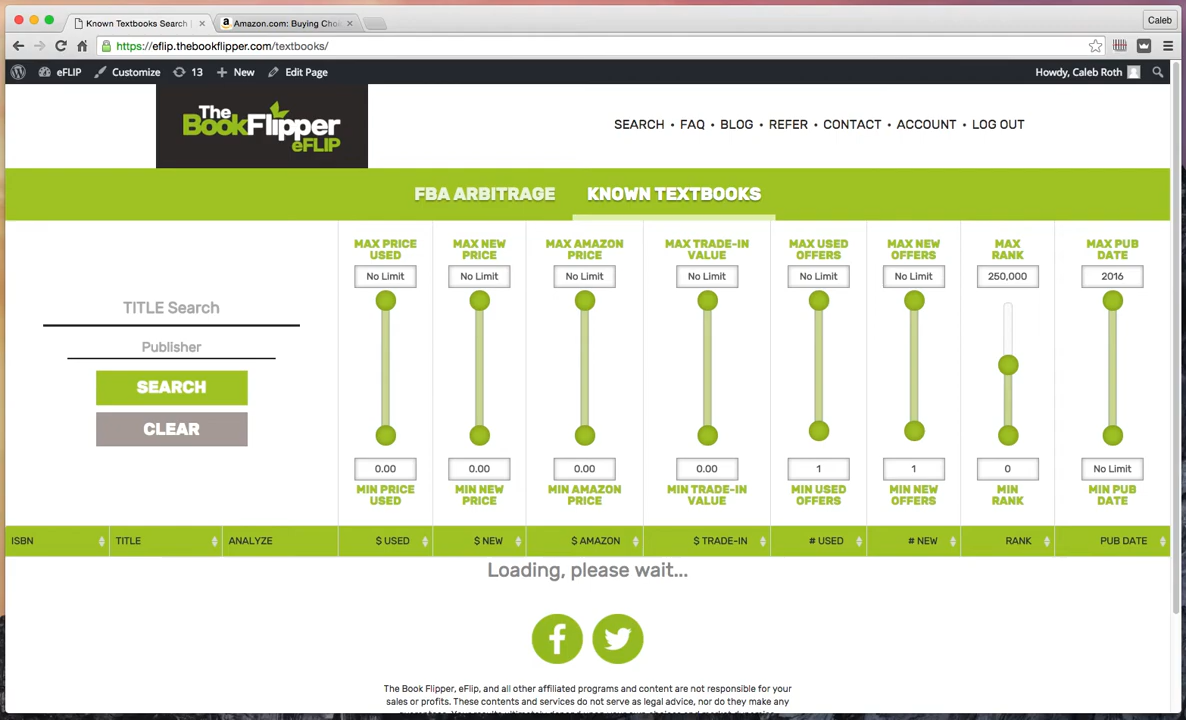 Known Textbooks Search
Amazon.com: Buying Choi
Caleb
https://eflip.thebookflipper.com/textbooks/
eFLIP
Customize
13
New
Edit Page
Howdy, Caleb Roth
The
BookFlipper
eFLIP
SEARCH • FAQ • BLOG • REFER • CONTACT • ACCOUNT • LOG OUT
FBA ARBITRAGE
KNOWN TEXTBOOKS
TITLE Search
Publisher
SEARCH
CLEAR
MAX PRICE
USED
No Limit
0.00
MIN PRICE
USED
MAX NEW
PRICE
No Limit
0.00
MIN NEW
PRICE
MAX AMAZON
PRICE
No Limit
0.00
MIN AMAZON
PRICE
MAX TRADE-IN
VALUE
No Limit
0.00
MIN TRADE-IN
VALUE
MAX USED
OFFERS
No Limit
1
MIN USED
OFFERS
MAX NEW
OFFERS
No Limit
1
MIN NEW
OFFERS
MAX
RANK
250,000
0
MIN
RANK
MAX PUB
DATE
2016
No Limit
MIN PUB
DATE
ISBN
TITLE
ANALYZE
$ USED
$ NEW
$ AMAZON
$ TRADE-IN
# USED
# NEW
RANK
PUB DATE
Loading, please wait...
The Book Flipper, eFlip, and all other affiliated programs and content are not responsible for your
sales or profits. These contents and services do not serve as legal advice, nor do they make any